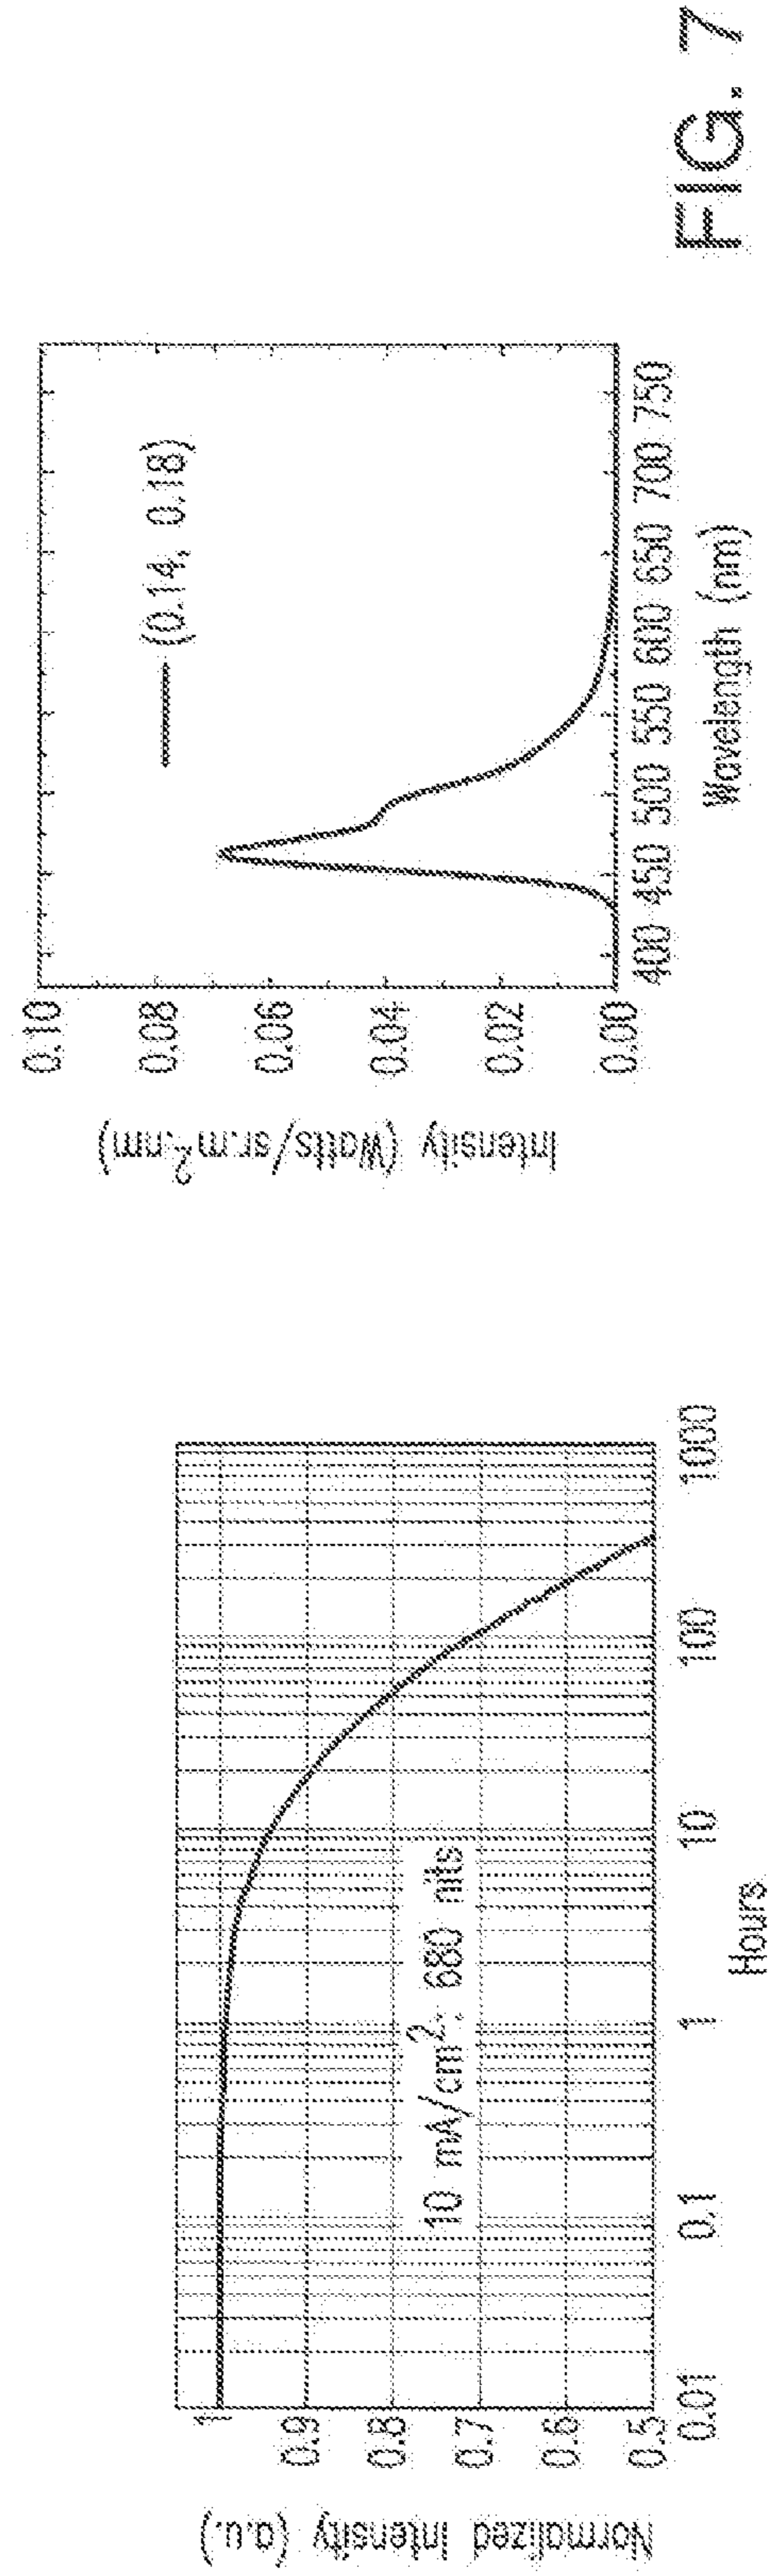 Normalized Intensity (a.u.)
1
0.9
0.8
0.7
0.6
0.5
10 mA/cm²; 680 nits
0.01
0.1
1
10
100
1000
Hours
Intensity (Watts/sr.m².nm)
0.10
0.08
0.06
0.04
0.02
0.00
(0.14, 0.18)
400 450 500 550 600 650 700 750
Wavelength (nm)
FIG. 7